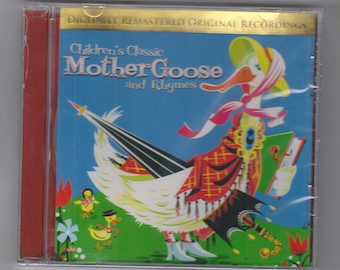 Digitally Remastered Original Recordings
Children's Classic
Mother Goose
and Rhymes